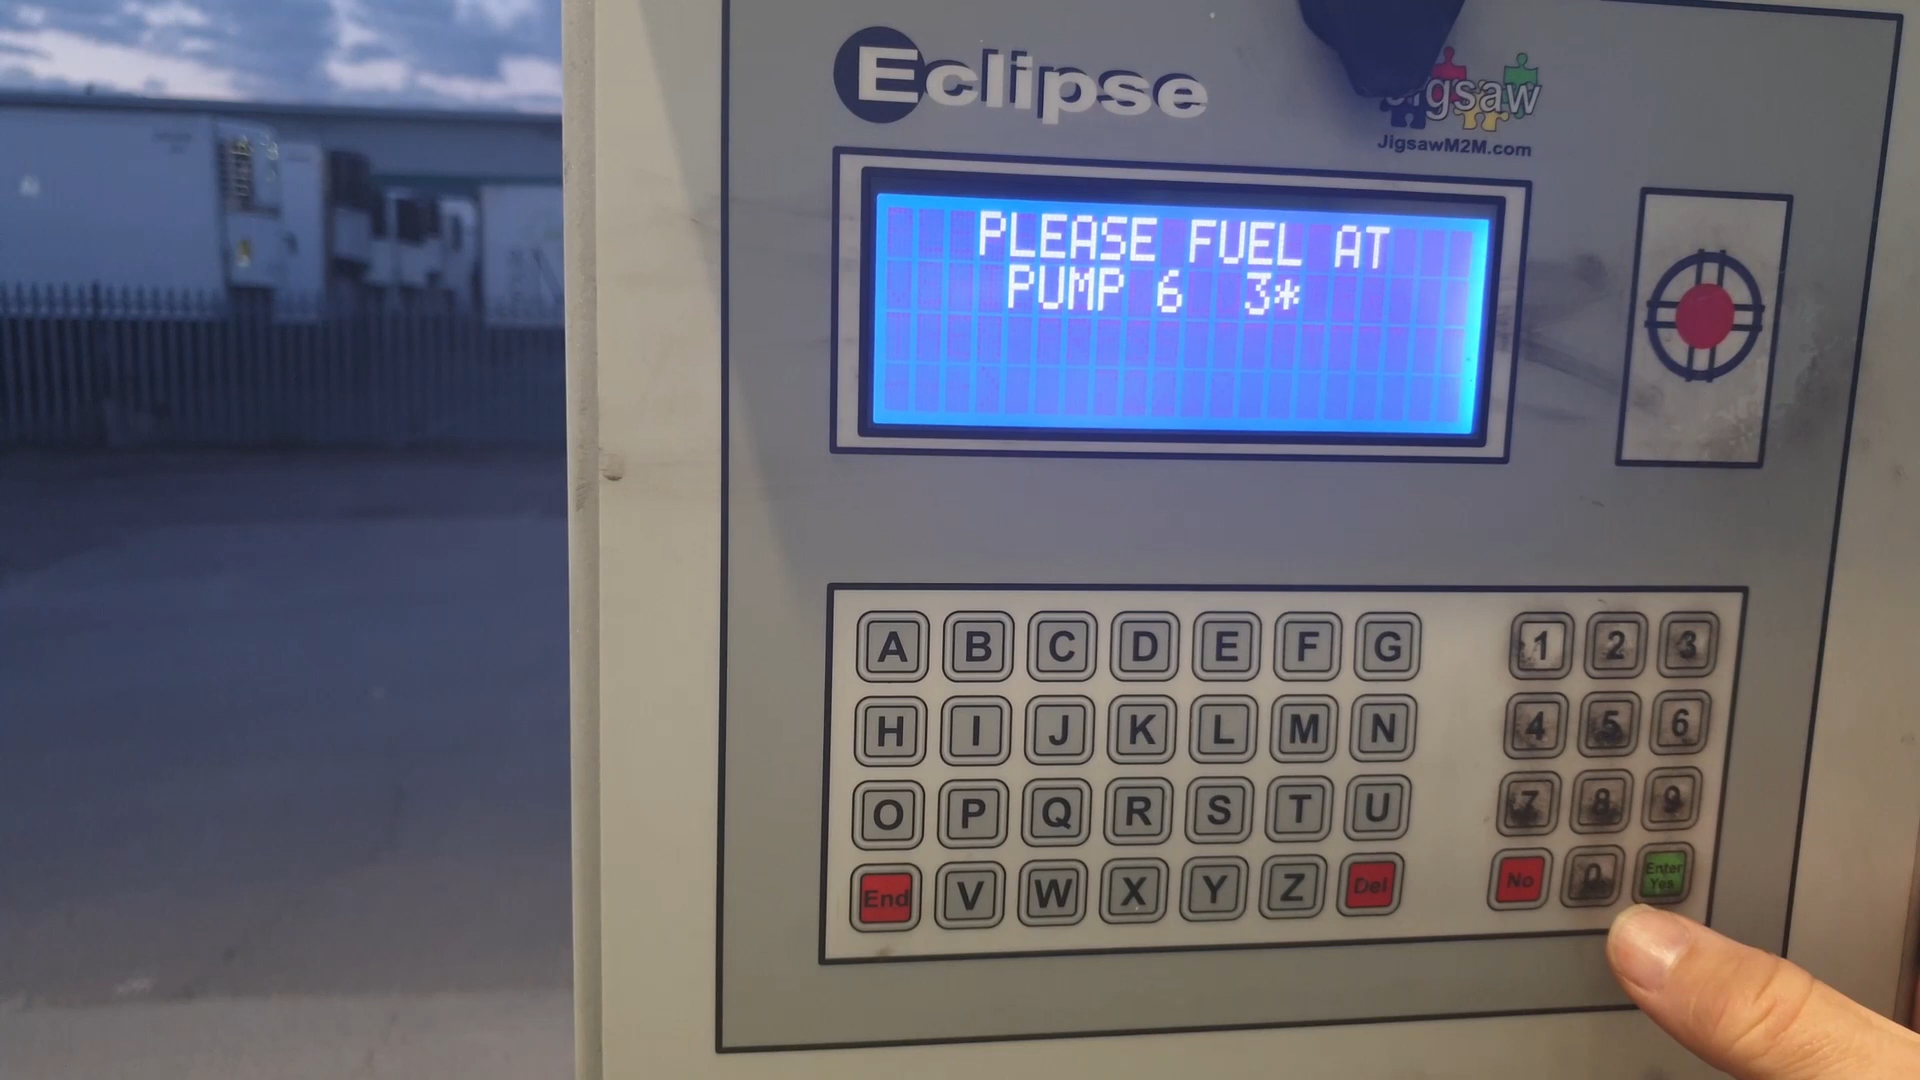 Eclipse
Jigsaw
JigsawM2M.com
PLEASE FUEL AT
PUMP 6 3*
A B C D E F G 1 2 3
H I J K L M N 4 5 6
O P Q R S T U 7 8 9
End V W X Y Z Del No 0 Enter Yes